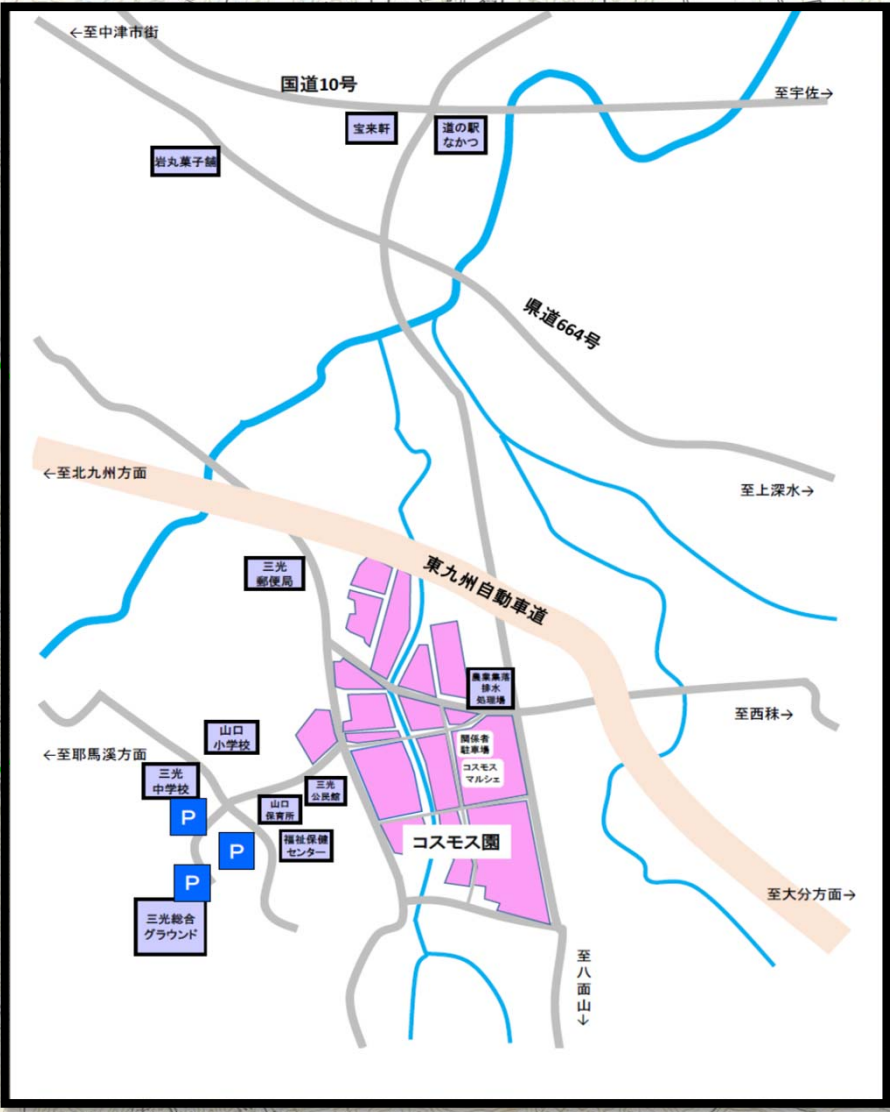 ←至中津市街
国道10号
至宇佐→
宝来軒
道の駅
なかつ
岩丸菓子舗
県道664号
←至北九州方面
至上深水→
東九州自動車道
三光
郵便局
農業集落
排水
処理場
至西秣→
関係者
駐車場
コスモス
マルシェ
山口
小学校
←至耶馬溪方面
三光
中学校
三光
公民館
山口
保育所
P
福祉保健
センター
コスモス園
P
P
三光総合
グラウンド
至大分方面→
至八面山→